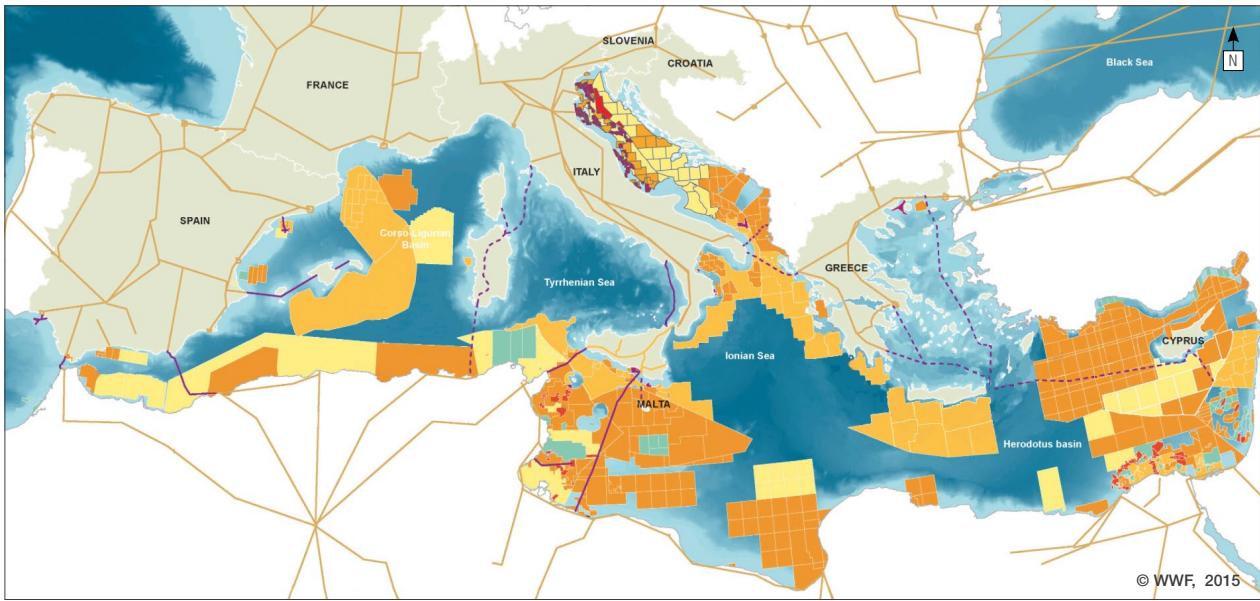 SLOVENIA
CROATIA
Black Sea
N
FRANCE
ITALY
SPAIN
Corso-Ligurian
Basin
GREECE
Tyrrhenian Sea
CYPRUS
Ionian Sea
MALTA
Herodotus basin
© WWF, 2015